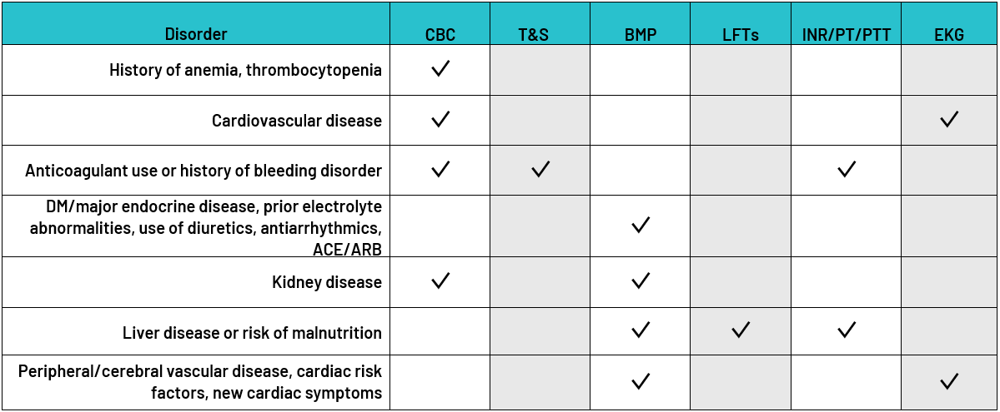 Disorder CBC T&S BMP LFTs INR/PT/PTT EKG
History of anemia, thrombocytopenia ✓
Cardiovascular disease ✓ ✓
Anticoagulant use or history of bleeding disorder ✓ ✓ ✓
DM/major endocrine disease, prior electrolyte
abnormalities, use of diuretics, antiarrhythmics, ✓
ACE/ARB
Kidney disease ✓ ✓
Liver disease or risk of malnutrition ✓ ✓ ✓
Peripheral/cerebral vascular disease, cardiac risk
factors, new cardiac symptoms ✓ ✓